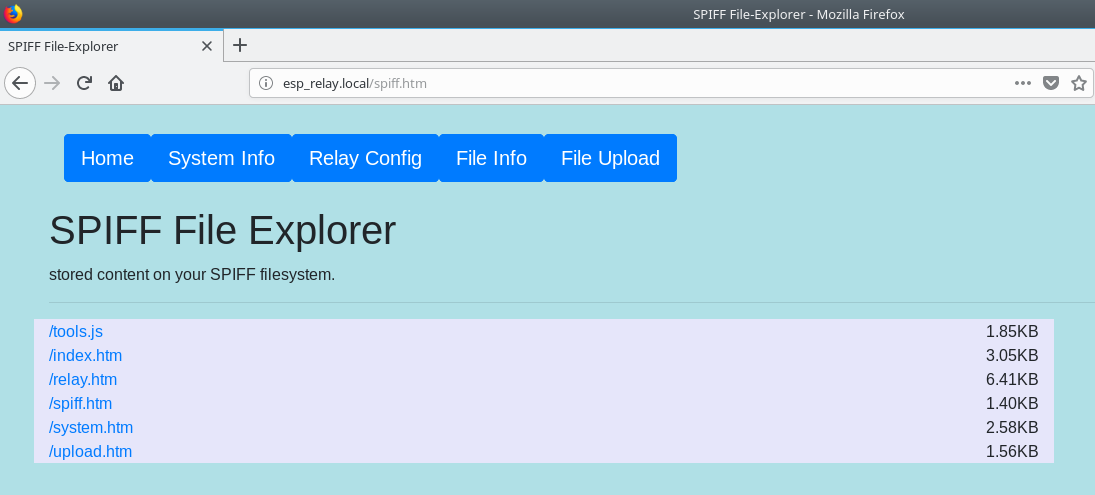 SPIFF File-Explorer - Mozilla Firefox
SPIFF File-Explorer
esp_relay.local/spiff.htm
Home System Info Relay Config File Info File Upload
SPIFF File Explorer
stored content on your SPIFF filesystem.
/tools.js 1.85KB
/index.htm 3.05KB
/relay.htm 6.41KB
/spiff.htm 1.40KB
/system.htm 2.58KB
/upload.htm 1.56KB